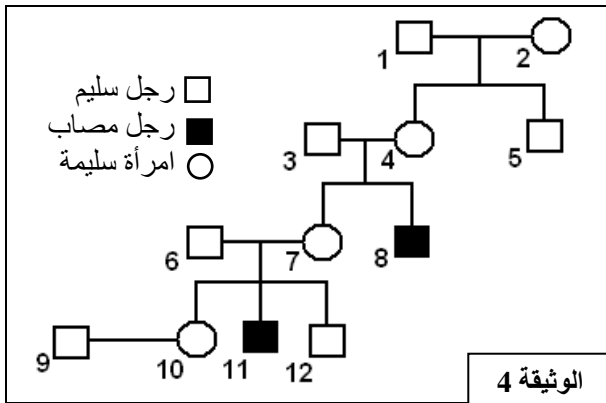 1 2
رجل سليم
رجل مصاب
امرأة سليمة
3 4 5
6 7 8
9 10 11 12
الوثيقة 4